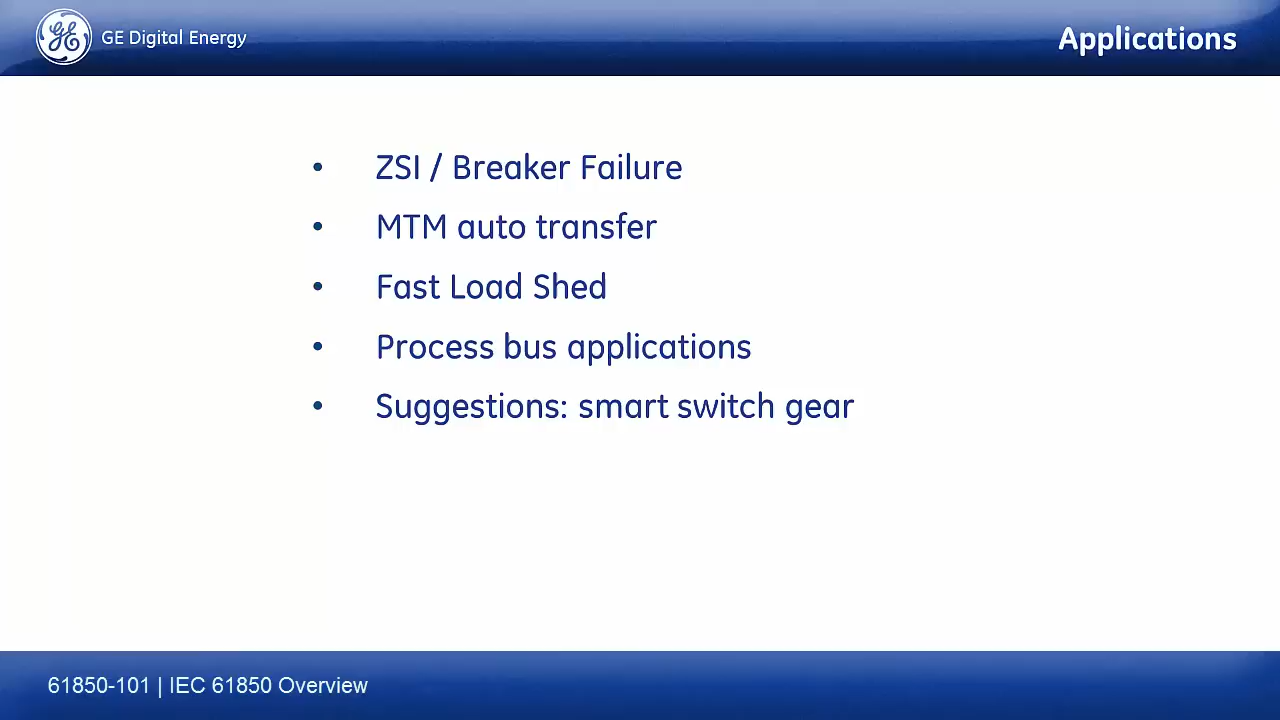 GE Digital Energy
Applications
• ZSI / Breaker Failure
• MTM auto transfer
• Fast Load Shed
• Process bus applications
• Suggestions: smart switch gear
61850-101 | IEC 61850 Overview